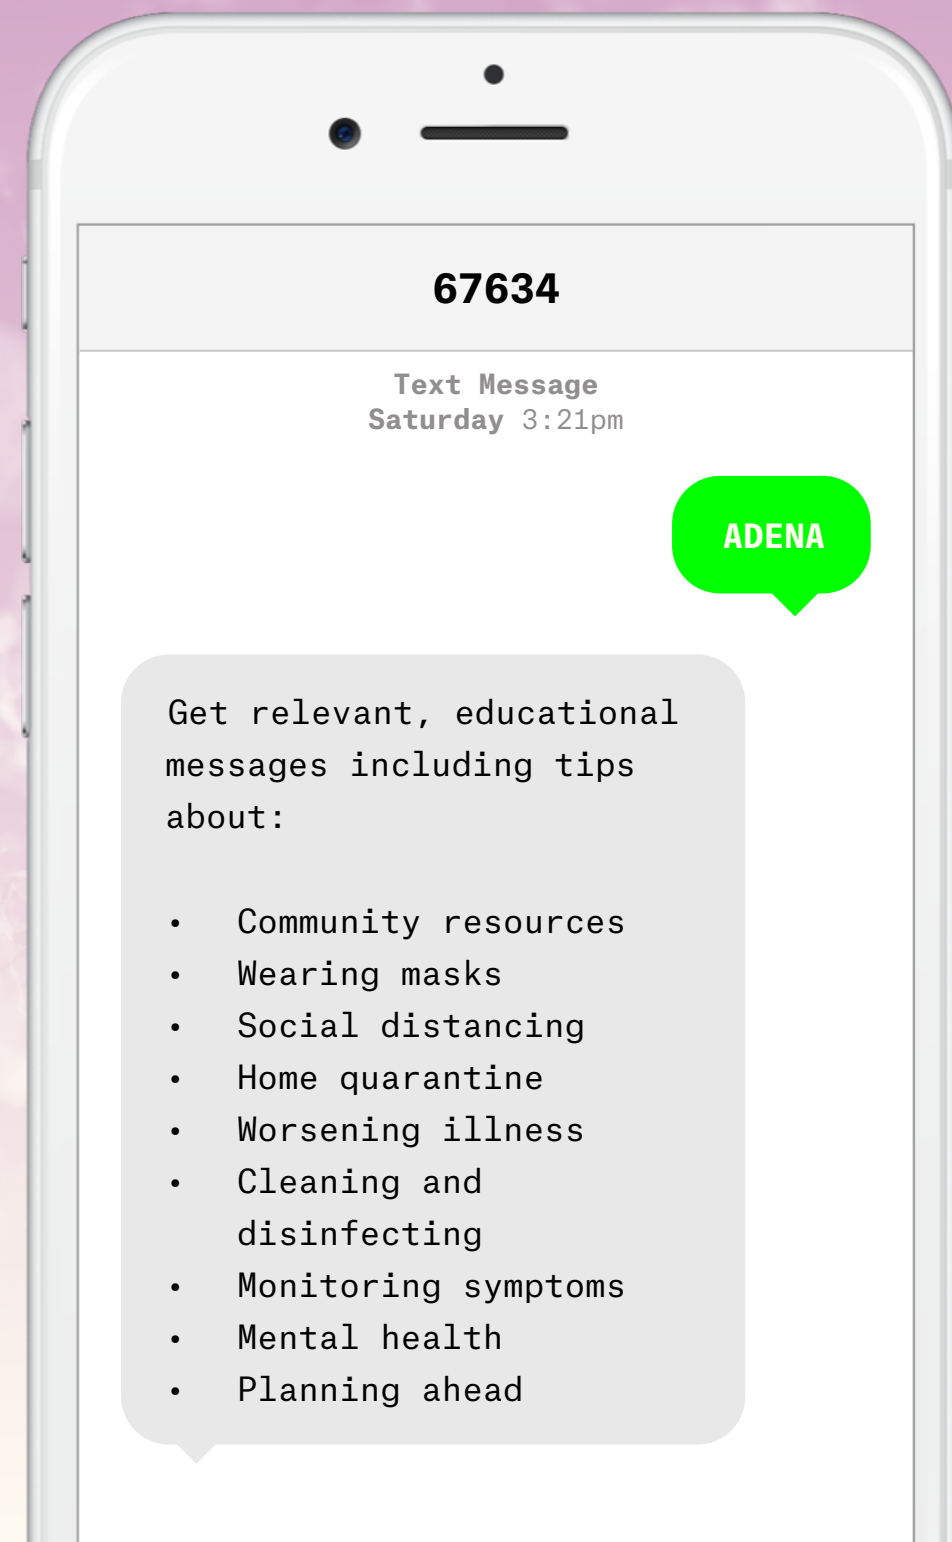 67634
Text Message
Saturday 3:21pm
ADENA
Get relevant, educational
messages including tips
about:
• Community resources
• Wearing masks
• Social distancing
• Home quarantine
• Worsening illness
• Cleaning and
disinfecting
• Monitoring symptoms
• Mental health
• Planning ahead